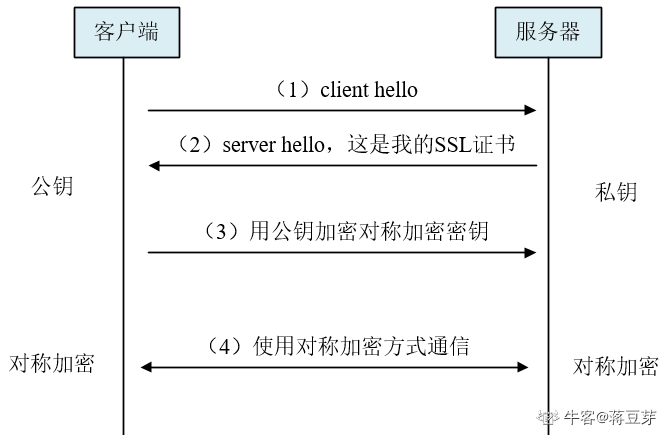 客户端
服务器
（1）client hello
（2）server hello，这是我的SSL证书
公钥
私钥
（3）用公钥加密对称加密密钥
（4）使用对称加密方式通信
对称加密
对称加密
牛客@蒋豆芽